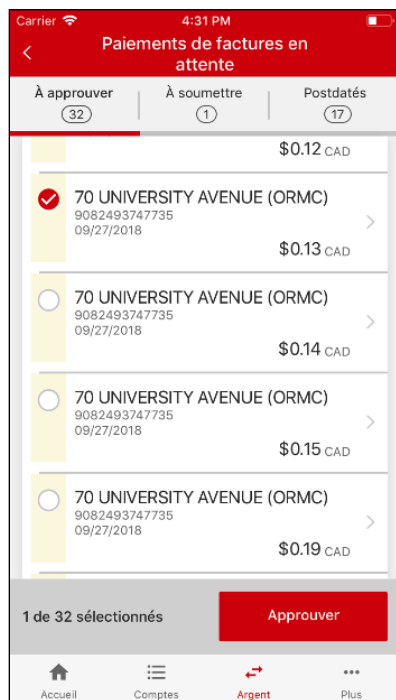 Carrier 4:31 PM
Paiements de factures en
attente
À approuver À soumettre Postdatés
32 1 17
$0.12 CAD
70 UNIVERSITY AVENUE (ORMC)
9082493747735
09/27/2018
$0.13 CAD
70 UNIVERSITY AVENUE (ORMC)
9082493747735
09/27/2018
$0.14 CAD
70 UNIVERSITY AVENUE (ORMC)
9082493747735
09/27/2018
$0.15 CAD
70 UNIVERSITY AVENUE (ORMC)
9082493747735
09/27/2018
$0.19 CAD
1 de 32 sélectionnés Approuver
Accueil Comptes Argent Plus